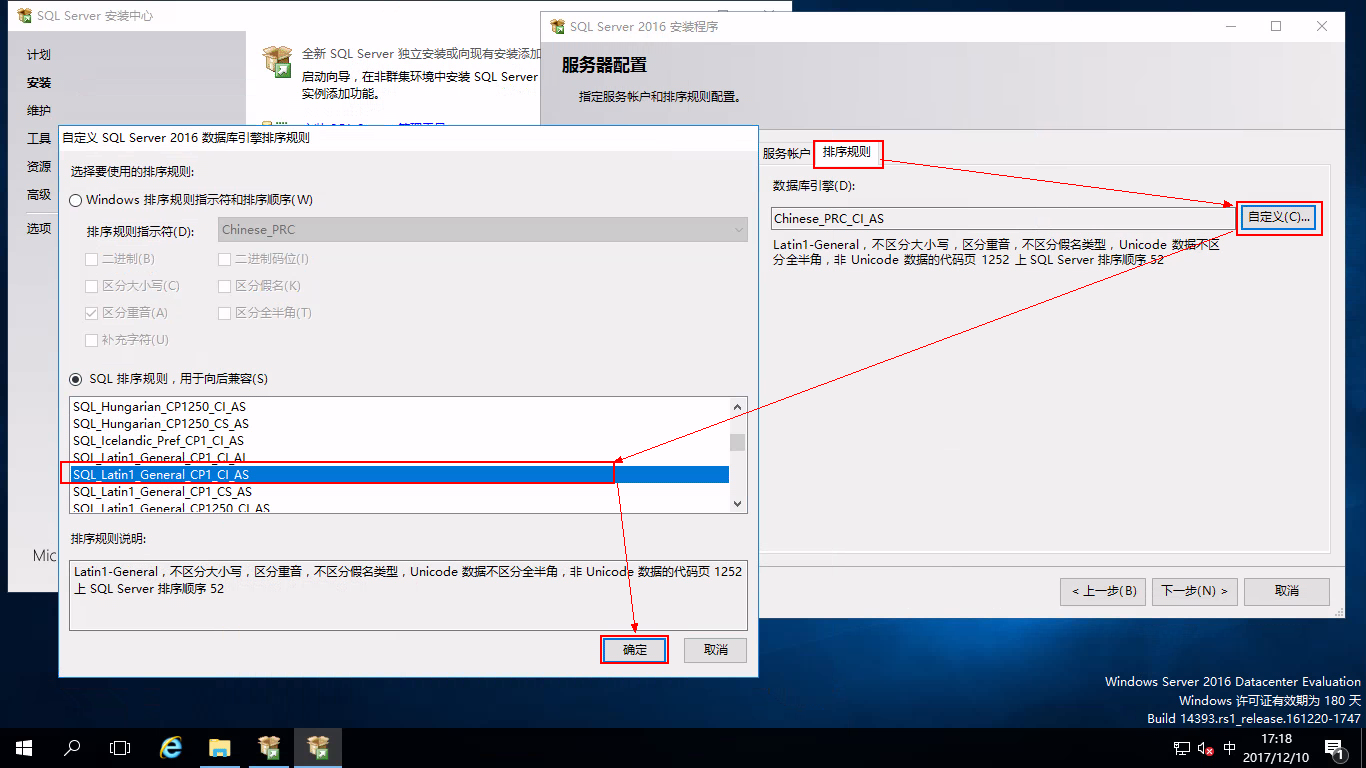 SQL Server 安装中心
计划
安装
维护
工具
资源
高级
选项
全新 SQL Server 独立安装或向现有安装添加
启动向导，在非群集环境中安装 SQL Server
实例添加功能。
SQL Server 2016 安装程序
服务器配置
指定服务帐户和排序规则配置。
服务帐户
排序规则
数据库引擎(D):
Chinese_PRC_CI_AS
自定义(C)...
Latin1-General，不区分大小写，区分重音，不区分假名类型，Unicode 数据不区
分全半角，非 Unicode 数据的代码页 1252 上 SQL Server 排序顺序 52
< 上一步(B)
下一步(N) >
取消
自定义 SQL Server 2016 数据库引擎排序规则
选择要使用的排序规则:
Windows 排序规则指示符和排序顺序(W)
排序规则指示符(D):
Chinese_PRC
二进制(B)
二进制码位(I)
区分大小写(C)
区分假名(K)
区分重音(A)
区分全半角(T)
补充字符(U)
SQL 排序规则，用于向后兼容(S)
SQL_Hungarian_CP1250_CI_AS
SQL_Hungarian_CP1250_CS_AS
SQL_Icelandic_Pref_CP1_CI_AS
SQL_Latin1_General_CP1_CI_AI
SQL_Latin1_General_CP1_CI_AS
SQL_Latin1_General_CP1_CS_AS
SQL_Latin1_General_CP1250_CI_AS
排序规则说明:
Latin1-General，不区分大小写，区分重音，不区分假名类型，Unicode 数据不区分全半角，非 Unicode 数据的代码页 1252
上 SQL Server 排序顺序 52
确定
取消
Mic
Windows Server 2016 Datacenter Evaluation
Windows 许可证有效期为 180 天
Build 14393.rs1_release.161220-1747
中
17:18
2017/12/10
1